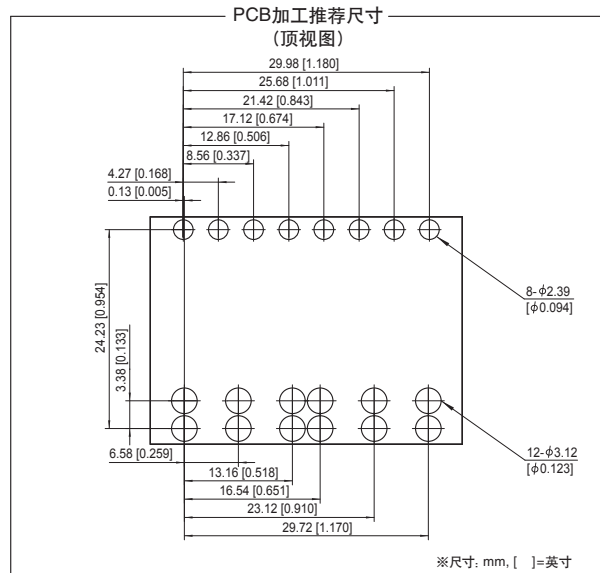 PCB加工推荐尺寸
(顶视图)
29.98 [1.180]
25.68 [1.011]
21.42 [0.843]
17.12 [0.674]
12.86 [0.506]
8.56 [0.337]
4.27 [0.168]
0.13 [0.005]
24.23 [0.954]
3.38 [0.133]
8-ϕ2.39
[ϕ0.094]
12-ϕ3.12
[ϕ0.123]
6.58 [0.259]
13.16 [0.518]
16.54 [0.651]
23.12 [0.910]
29.72 [1.170]
※尺寸: mm, [ ]=英寸